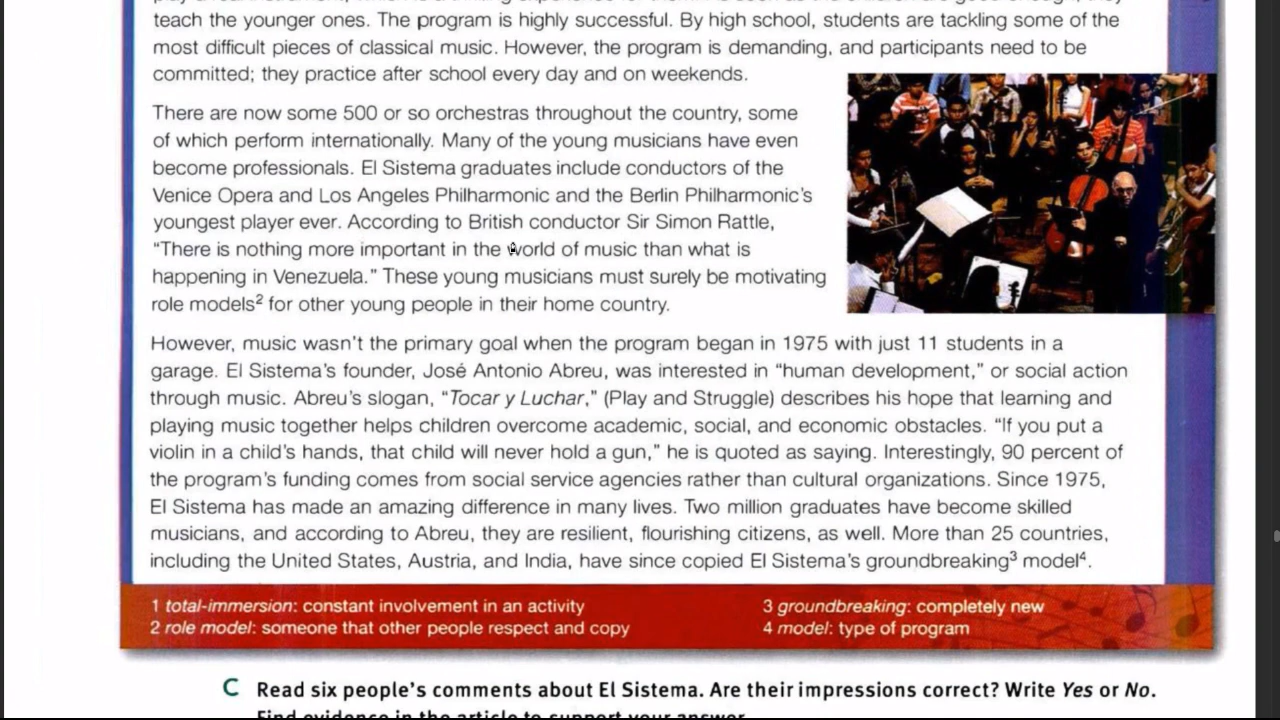 teach the younger ones. The program is highly successful. By high school, students are tackling some of the
most difficult pieces of classical music. However, the program is demanding, and participants need to be
committed; they practice after school every day and on weekends.
There are now some 500 or so orchestras throughout the country, some
of which perform internationally. Many of the young musicians have even
become professionals. El Sistema graduates include conductors of the
Venice Opera and Los Angeles Philharmonic and the Berlin Philharmonic's
youngest player ever. According to British conductor Sir Simon Rattle,
“There is nothing more important in the world of music than what is
happening in Venezuela.” These young musicians must surely be motivating
role models² for other young people in their home country.
However, music wasn't the primary goal when the program began in 1975 with just 11 students in a
garage. El Sistema's founder, José Antonio Abreu, was interested in “human development,” or social action
through music. Abreu's slogan, “Tocar y Luchar,” (Play and Struggle) describes his hope that learning and
playing music together helps children overcome academic, social, and economic obstacles. “If you put a
violin in a child's hands, that child will never hold a gun,” he is quoted as saying. Interestingly, 90 percent of
the program's funding comes from social service agencies rather than cultural organizations. Since 1975,
El Sistema has made an amazing difference in many lives. Two million graduates have become skilled
musicians, and according to Abreu, they are resilient, flourishing citizens, as well. More than 25 countries,
including the United States, Austria, and India, have since copied El Sistema's groundbreaking³ model⁴.
1 total-immersion: constant involvement in an activity
2 role model: someone that other people respect and copy
3 groundbreaking: completely new
4 model: type of program
C Read six people's comments about El Sistema. Are their impressions correct? Write Yes or No.
Find evidence in the article to support your answer.